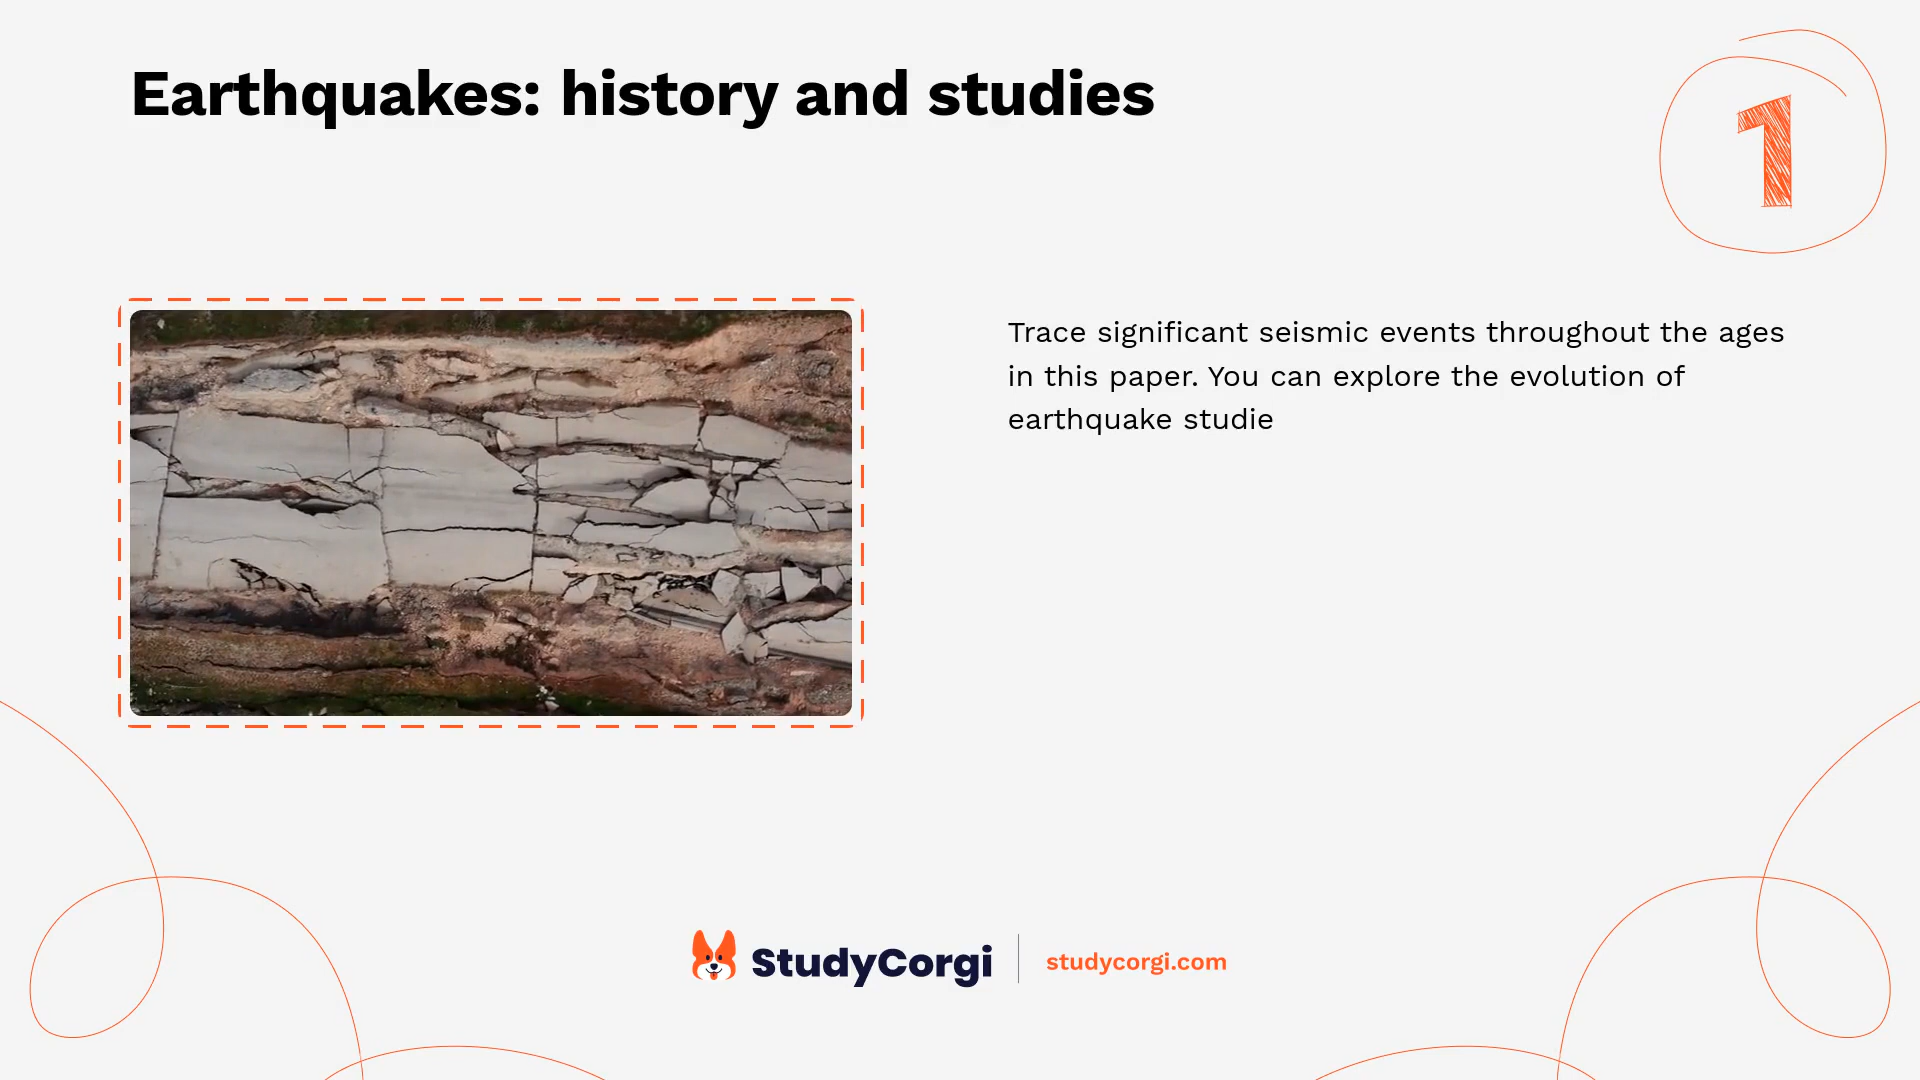 Earthquakes: history and studies
1
Trace significant seismic events throughout the ages
in this paper. You can explore the evolution of
earthquake studie
StudyCorgi
studycorgi.com